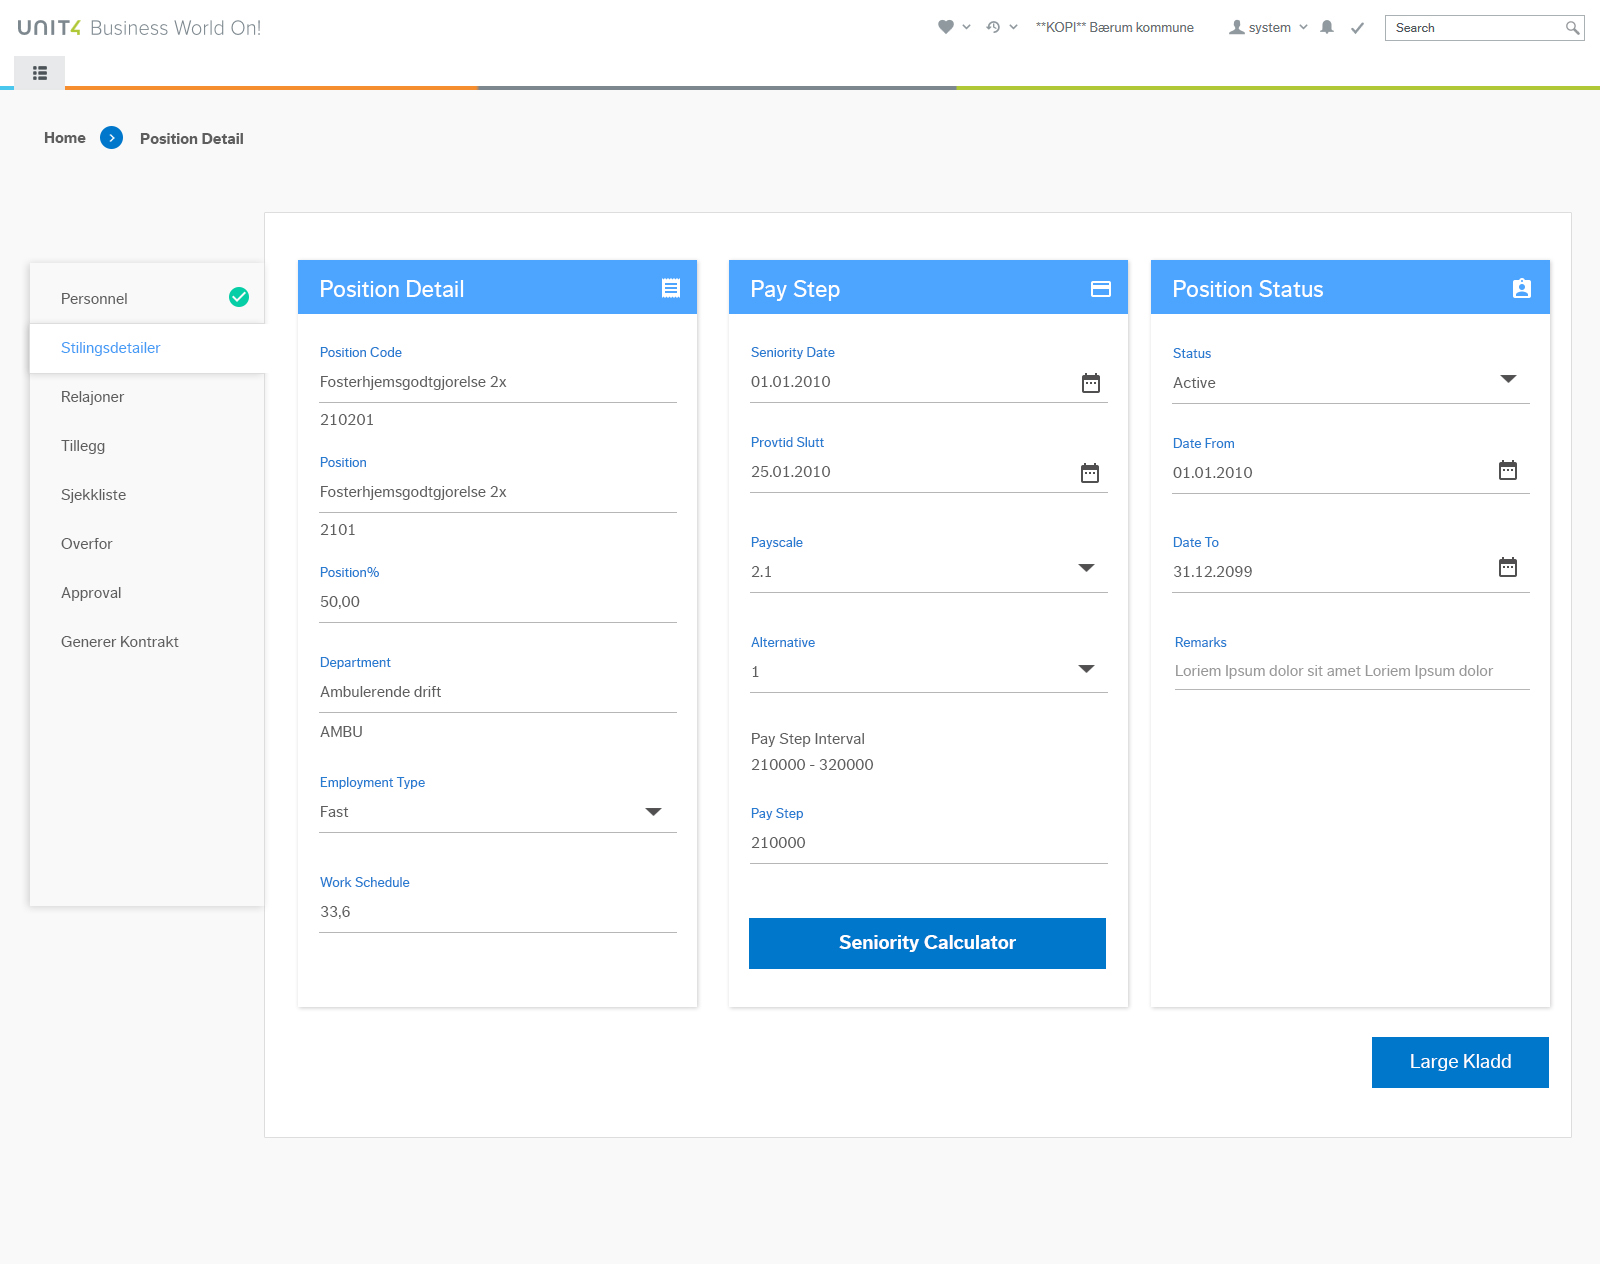 UNIT4 Business World On!
**KOPI** Bærum kommune
system
Search
Home
Position Detail
Personnel
Stilingsdetailer
Relajoner
Tillegg
Sjekkliste
Overfor
Approval
Generer Kontrakt
Position Detail
Position Code
Fosterhjemsgodtgjorelse 2x
210201
Position
Fosterhjemsgodtgjorelse 2x
2101
Position%
50,00
Department
Ambulerende drift
AMBU
Employment Type
Fast
Work Schedule
33,6
Pay Step
Seniority Date
01.01.2010
Provtid Slutt
25.01.2010
Payscale
2.1
Alternative
1
Pay Step Interval
210000 - 320000
Pay Step
210000
Seniority Calculator
Position Status
Status
Active
Date From
01.01.2010
Date To
31.12.2099
Remarks
Loriem Ipsum dolor sit amet Loriem Ipsum dolor
Large Kladd